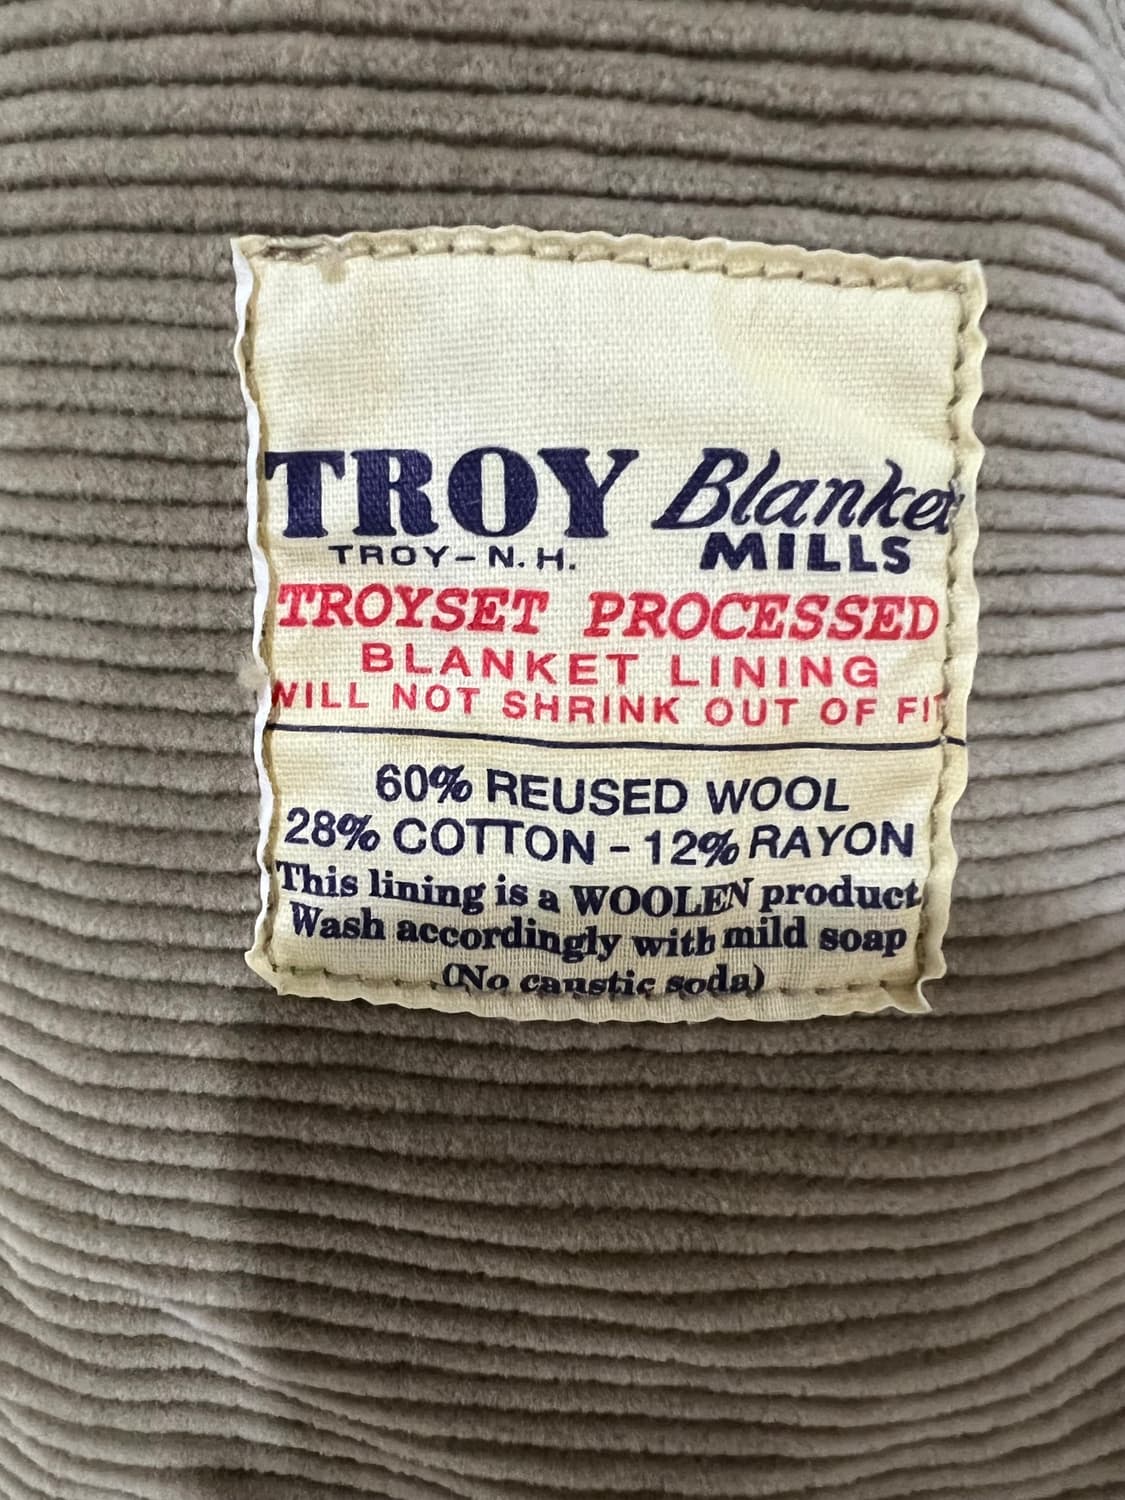 TROY Blanket
TROY-N.H. MILLS
TROYSET PROCESSED
BLANKET LINING
WILL NOT SHRINK OUT OF FIT
60% REUSED WOOL
28% COTTON - 12% RAYON
This lining is a WOOLEN product.
Wash accordingly with mild soap
(No caustic soda)